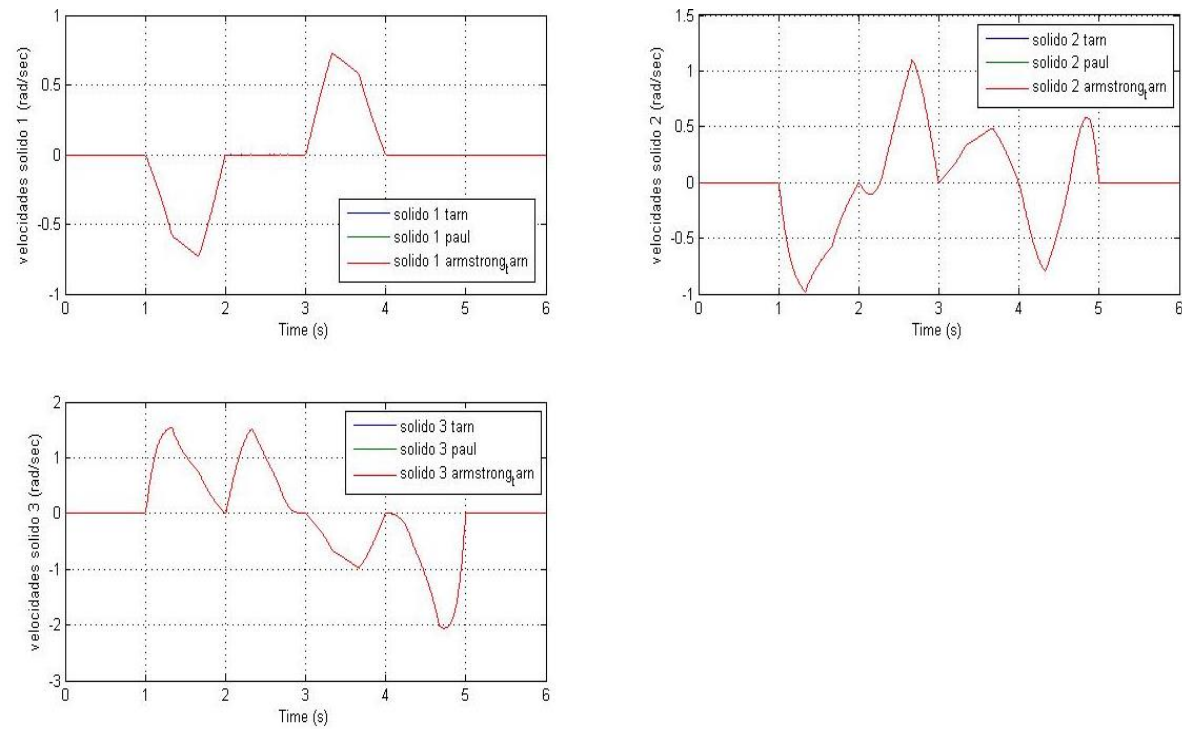 velocidades solido 1 (rad/sec)
1
0.5
0
-0.5
-1
solido 1 tarn
solido 1 paul
solido 1 armstrongtarn
0 1 2 3 4 5 6
Time (s)
velocidades solido 2 (rad/sec)
1.5
1
0.5
0
-0.5
-1
solido 2 tarn
solido 2 paul
solido 2 armstrongtarn
0 1 2 3 4 5 6
Time (s)
velocidades solido 3 (rad/sec)
2
1
0
-1
-2
-3
solido 3 tarn
solido 3 paul
solido 3 armstrongtarn
0 1 2 3 4 5 6
Time (s)